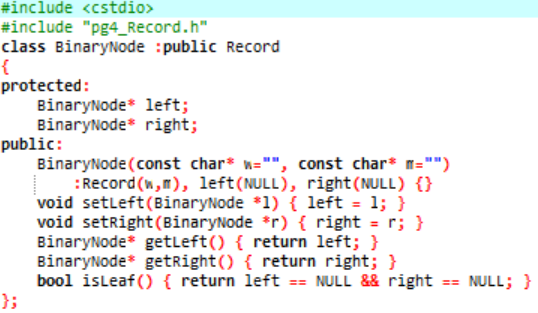 #include <cstdio>
#include "pg4_Record.h"
class BinaryNode :public Record
{
protected:
    BinaryNode* left;
    BinaryNode* right;
public:
    BinaryNode(const char* w="", const char* m="")
        :Record(w,m), left(NULL), right(NULL) {}
    void setLeft(BinaryNode *l) { left = l; }
    void setRight(BinaryNode *r) { right = r; }
    BinaryNode* getLeft() { return left; }
    BinaryNode* getRight() { return right; }
    bool isLeaf() { return left == NULL && right == NULL; }
};